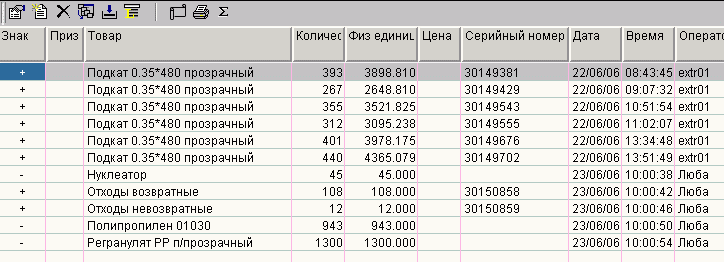 Σ
Знак Приз Товар Количес Физ единиц Цена Серийный номер Дата Время Операто
+ Подкат 0.35*480 прозрачный 393 3898.810 30149381 22/06/06 08:43:45 extr01
+ Подкат 0.35*480 прозрачный 267 2648.810 30149429 22/06/06 09:07:32 extr01
+ Подкат 0.35*480 прозрачный 355 3521.825 30149543 22/06/06 10:51:54 extr01
+ Подкат 0.35*480 прозрачный 312 3095.238 30149555 22/06/06 11:02:07 extr01
+ Подкат 0.35*480 прозрачный 401 3978.175 30149676 22/06/06 13:34:48 extr01
+ Подкат 0.35*480 прозрачный 440 4365.079 30149702 22/06/06 13:51:49 extr01
- Нуклеатор 45 45.000 23/06/06 10:00:38 Люба
+ Отходы возвратные 108 108.000 30150858 23/06/06 10:00:42 Люба
+ Отходы невозвратные 12 12.000 30150859 23/06/06 10:00:46 Люба
- Полипропилен 01030 943 943.000 23/06/06 10:00:50 Люба
- Регранулят РР п/прозрачный 1300 1300.000 23/06/06 10:00:54 Люба